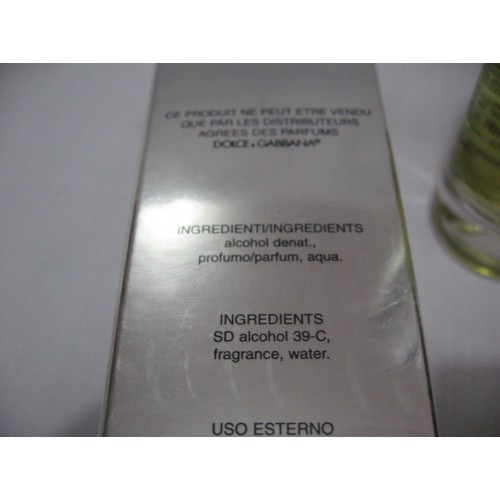 CE PRODUIT NE PEUT ETRE VENDU
QUE PAR LES DISTRIBUTEURS
AGREES DES PARFUMS
DOLCE & GABBANA®
INGREDIENTI/INGREDIENTS
alcohol denat.,
profumo/parfum, aqua.
INGREDIENTS
SD alcohol 39-C,
fragrance, water.
USO ESTERNO